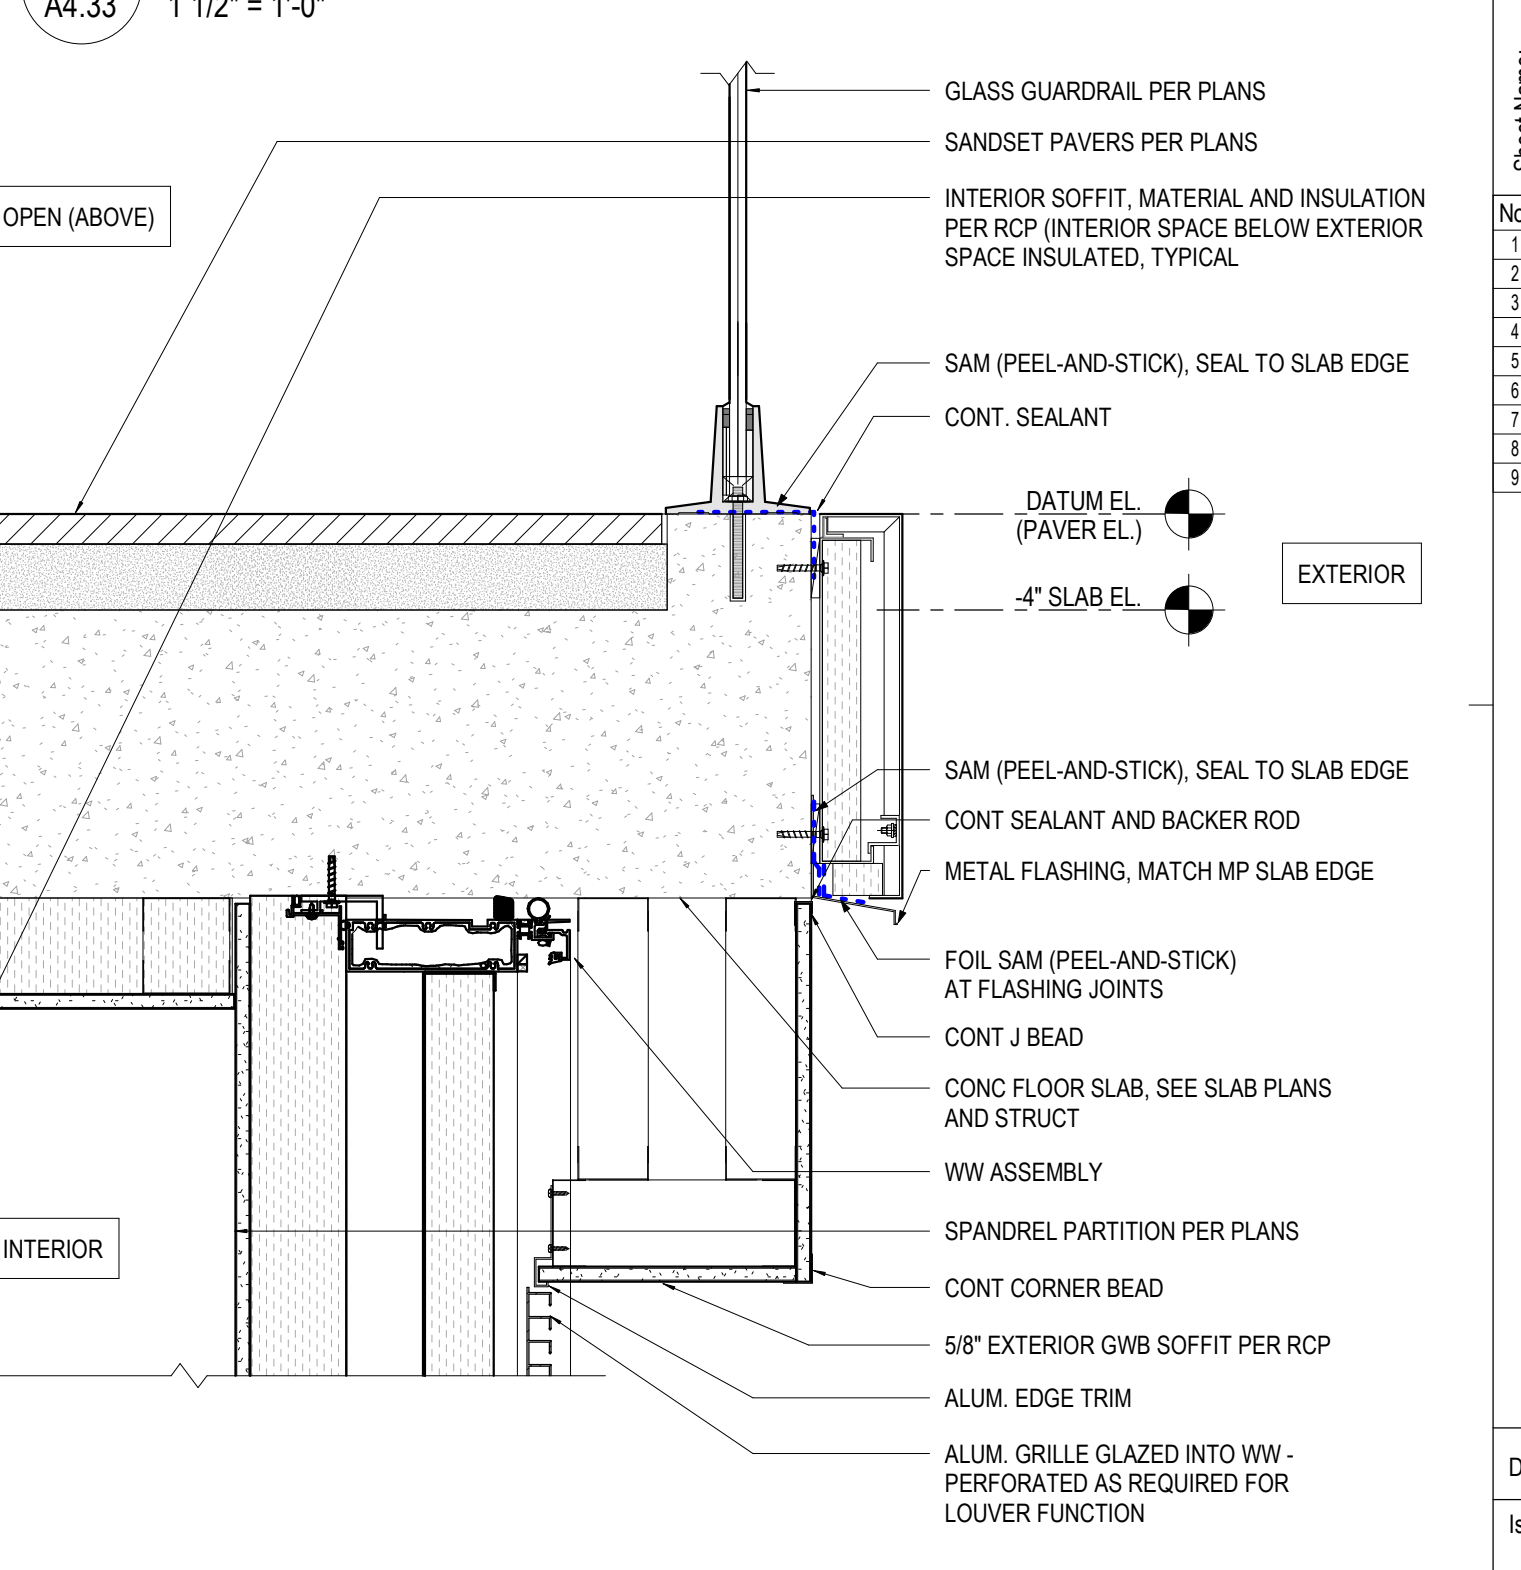 A4.33
1 1/2" = 1'-0"
GLASS GUARDRAIL PER PLANS
SANDSET PAVERS PER PLANS
OPEN (ABOVE)
INTERIOR SOFFIT, MATERIAL AND INSULATION
PER RCP (INTERIOR SPACE BELOW EXTERIOR
SPACE INSULATED, TYPICAL
SAM (PEEL-AND-STICK), SEAL TO SLAB EDGE
CONT. SEALANT
DATUM EL.
(PAVER EL.)
EXTERIOR
-4" SLAB EL.
SAM (PEEL-AND-STICK), SEAL TO SLAB EDGE
CONT SEALANT AND BACKER ROD
METAL FLASHING, MATCH MP SLAB EDGE
FOIL SAM (PEEL-AND-STICK)
AT FLASHING JOINTS
CONT J BEAD
CONC FLOOR SLAB, SEE SLAB PLANS
AND STRUCT
WW ASSEMBLY
SPANDREL PARTITION PER PLANS
INTERIOR
CONT CORNER BEAD
5/8" EXTERIOR GWB SOFFIT PER RCP
ALUM. EDGE TRIM
ALUM. GRILLE GLAZED INTO WW -
PERFORATED AS REQUIRED FOR
LOUVER FUNCTION
1
2
3
4
5
6
7
8
9